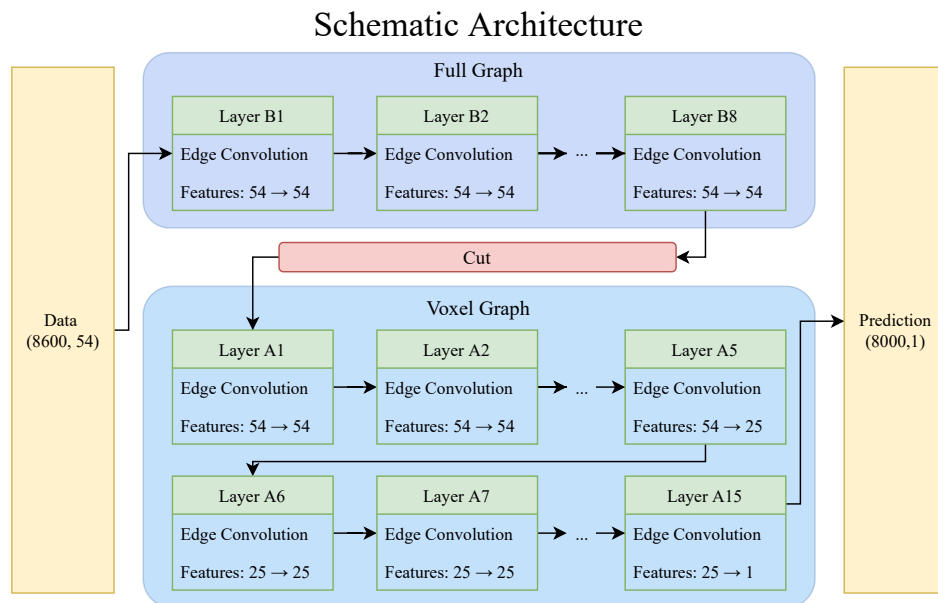 Schematic Architecture
Data
(8600, 54)
Full Graph
Layer B1
Edge Convolution
Features: 54 → 54
Layer B2
Edge Convolution
Features: 54 → 54
...
Layer B8
Edge Convolution
Features: 54 → 54
Cut
Voxel Graph
Layer A1
Edge Convolution
Features: 54 → 54
Layer A2
Edge Convolution
Features: 54 → 54
...
Layer A5
Edge Convolution
Features: 54 → 25
Layer A6
Edge Convolution
Features: 25 → 25
Layer A7
Edge Convolution
Features: 25 → 25
...
Layer A15
Edge Convolution
Features: 25 → 1
Prediction
(8000,1)